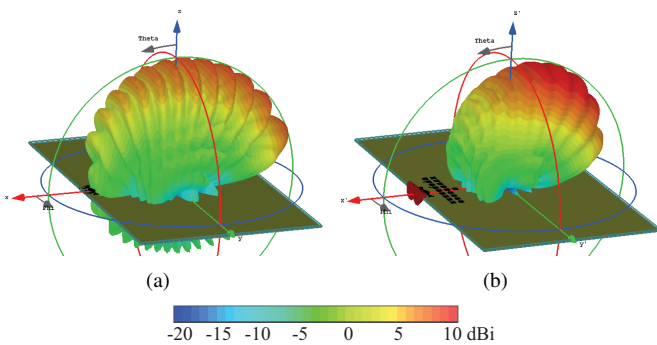 z
z'
Theta
Theta
x
Phi
y
x'
Phi
y'
(a)
(b)
-20 -15 -10 -5 0 5 10 dBi